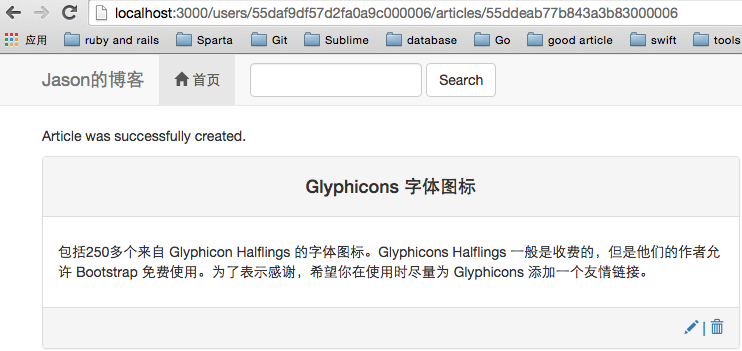 localhost:3000/users/55daf9df57d2fa0a9c000006/articles/55ddeab77b843a3b83000006
应用 ruby and rails Sparta Git Sublime database Go good article swift tools
Jason的博客 首页 Search
Article was successfully created.
Glyphicons 字体图标
包括250多个来自 Glyphicon Halflings 的字体图标。Glyphicons Halflings 一般是收费的，但是他们的作者允
许 Bootstrap 免费使用。为了表示感谢，希望你在使用时尽量为 Glyphicons 添加一个友情链接。
|